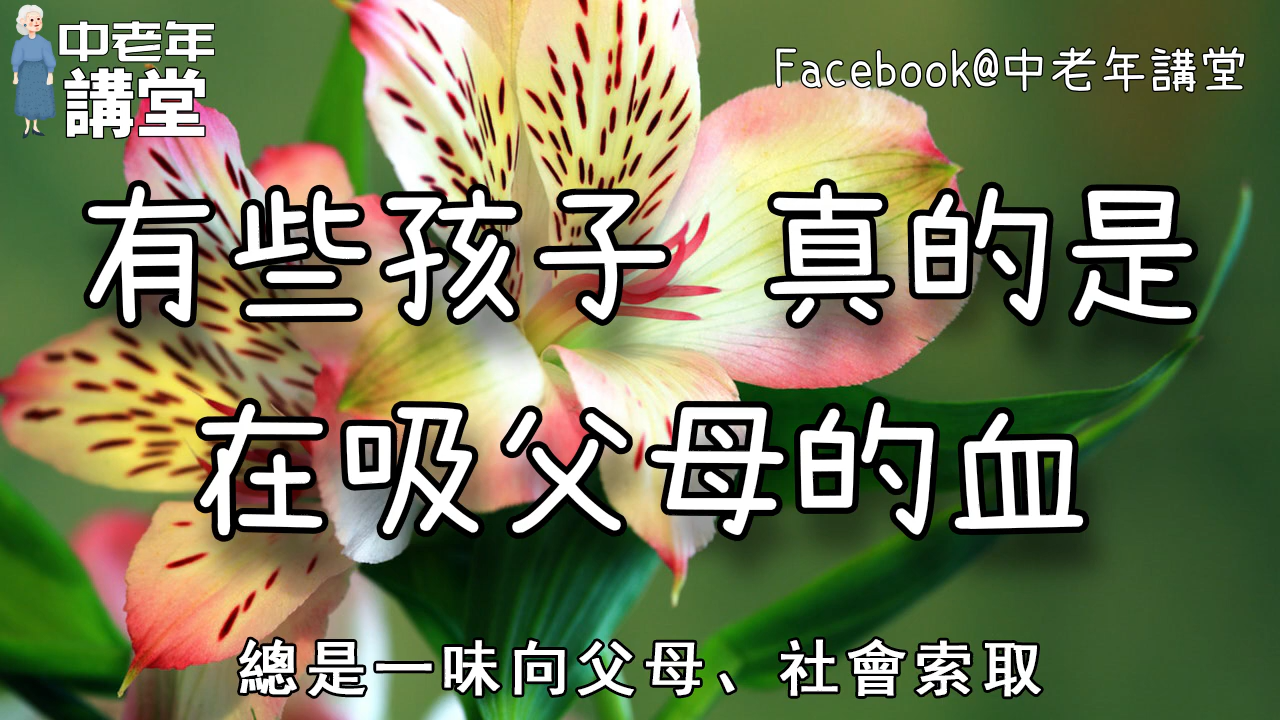 中老年
講堂
Facebook@中老年講堂
有些孩子 真的是
在吸父母的血
總是一味向父母、社會索取